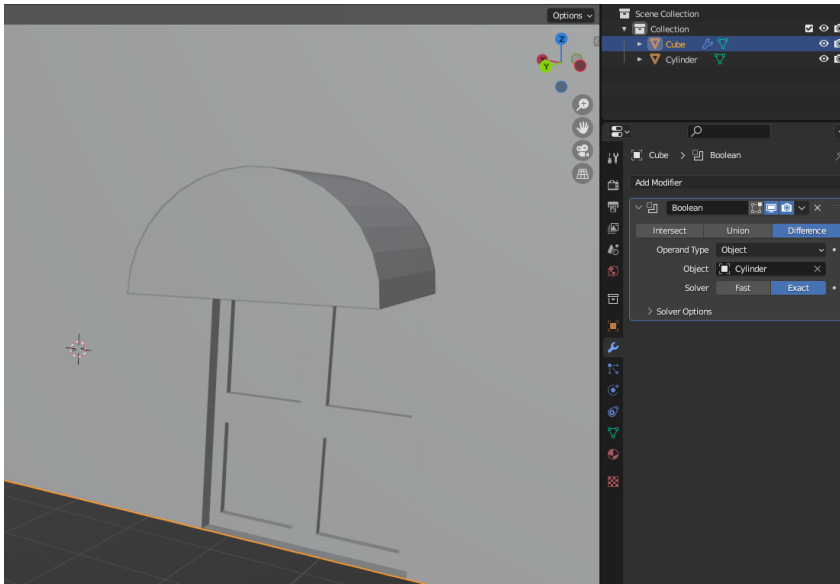 Options
Z
Y
Scene Collection
Collection
Cube
Cylinder
Cube > Boolean
Add Modifier
Boolean
Intersect Union Difference
Operand Type Object
Object Cylinder
Solver Fast Exact
Solver Options